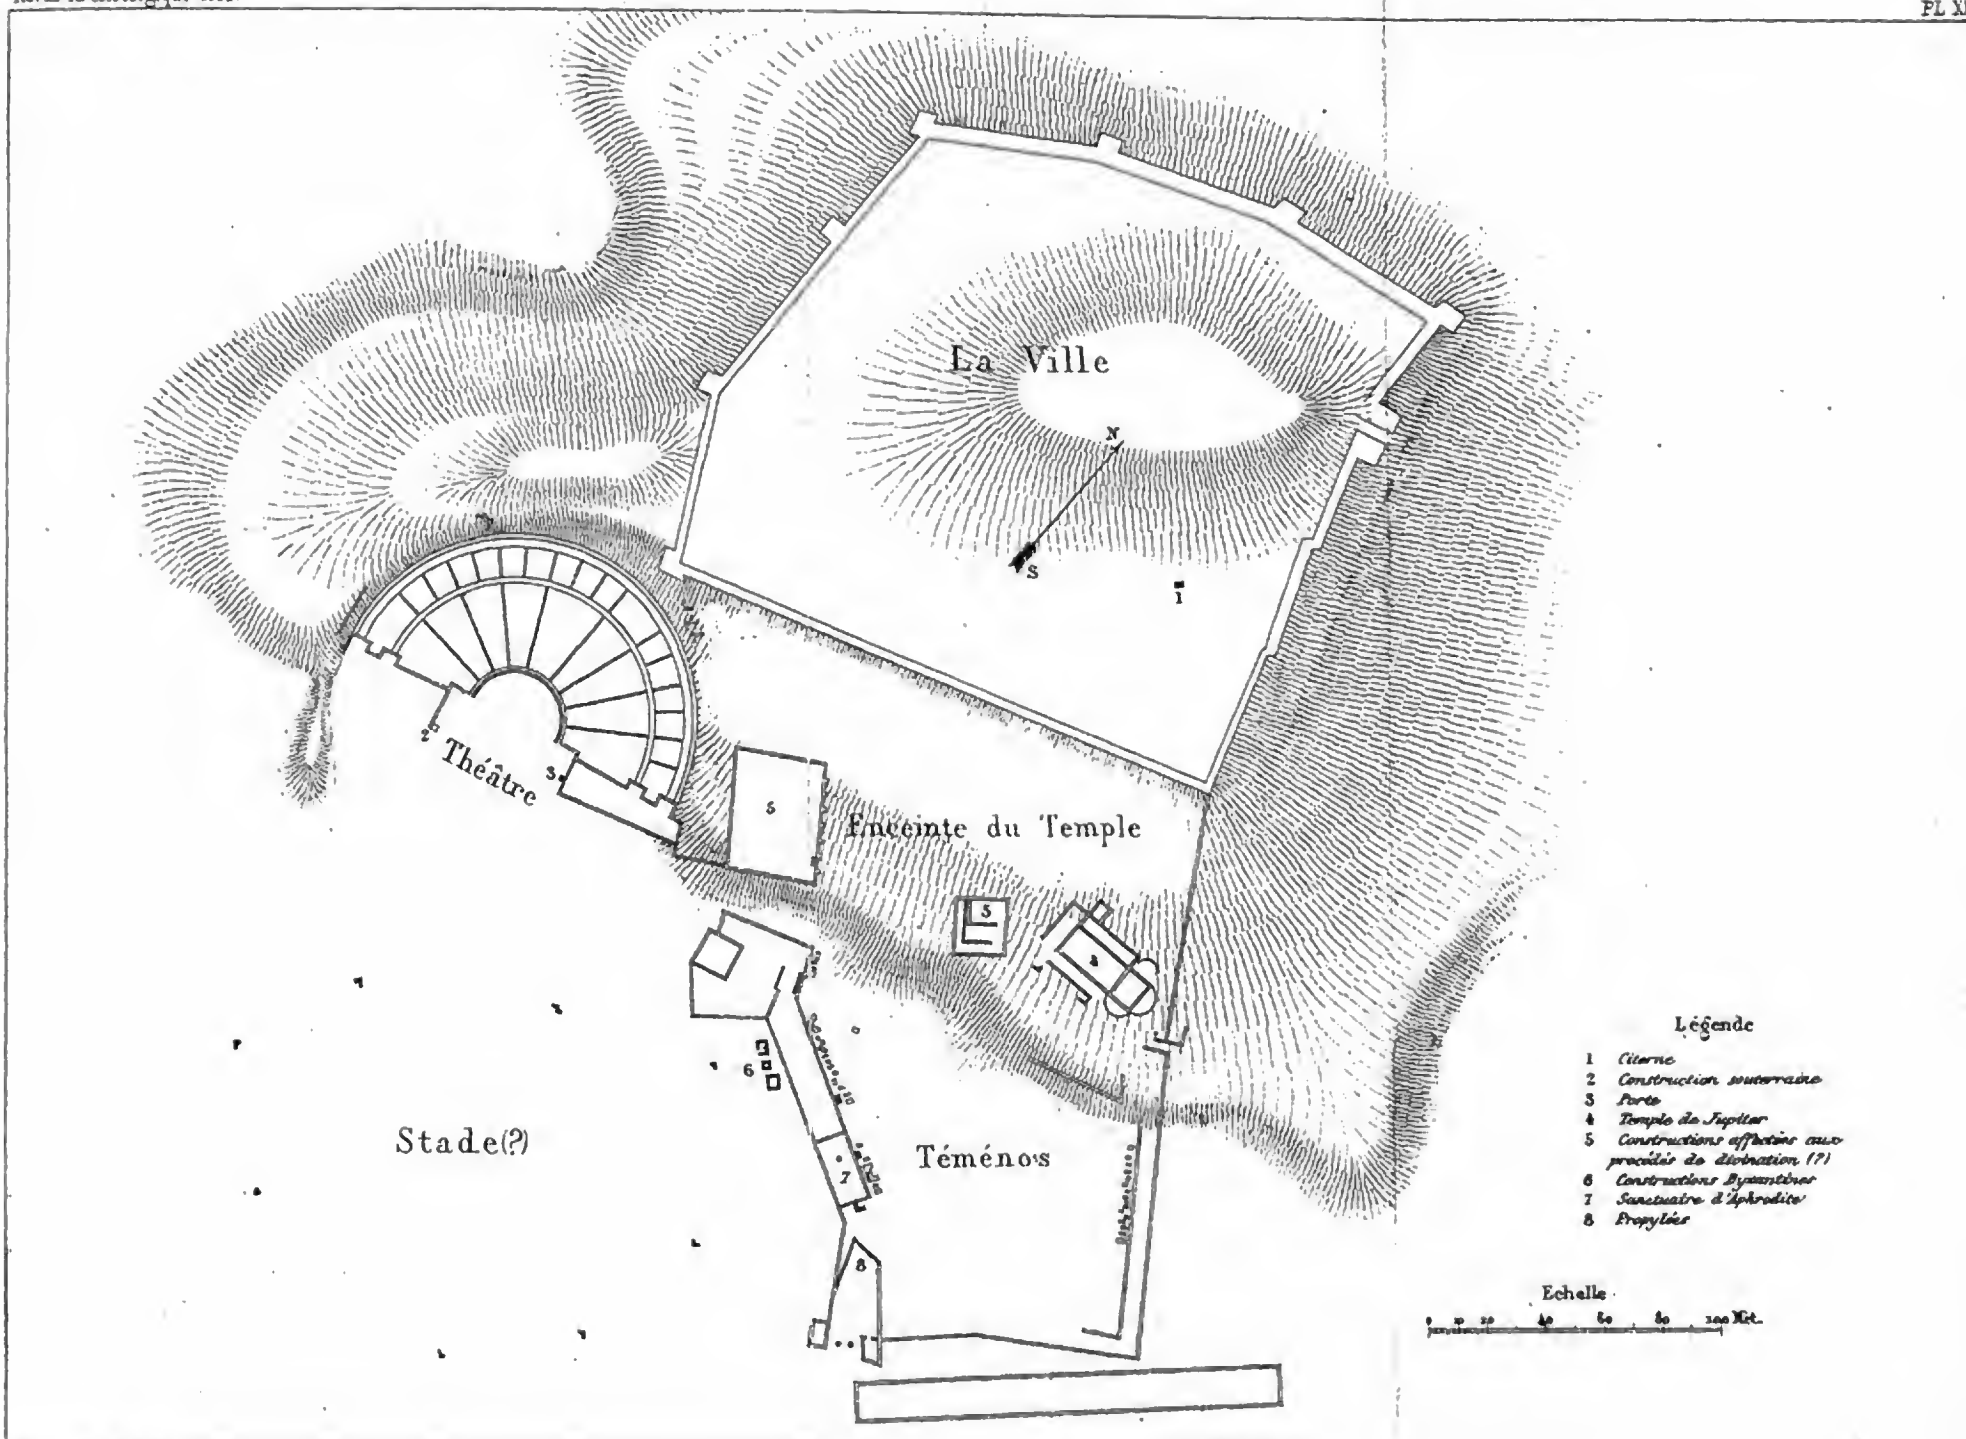 PL. XI
La Ville
N
S
1
2
Théâtre
3
5
Enceinte du Temple
5
6
Stade(?)
7
Téménos
8
Légende
1 Citerne
2 Construction souterraine
3 Porte
4 Temple de Jupiter
5 Constructions affectées aux
procédés de divination (?)
6 Constructions Byzantines
7 Sanctuaire d'Aphrodite
8 Propylées
Echelle
0 10 20 40 60 80 100 Mèt.